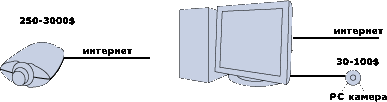 250-3000$
интернет
интернет
30-100$
PC камера